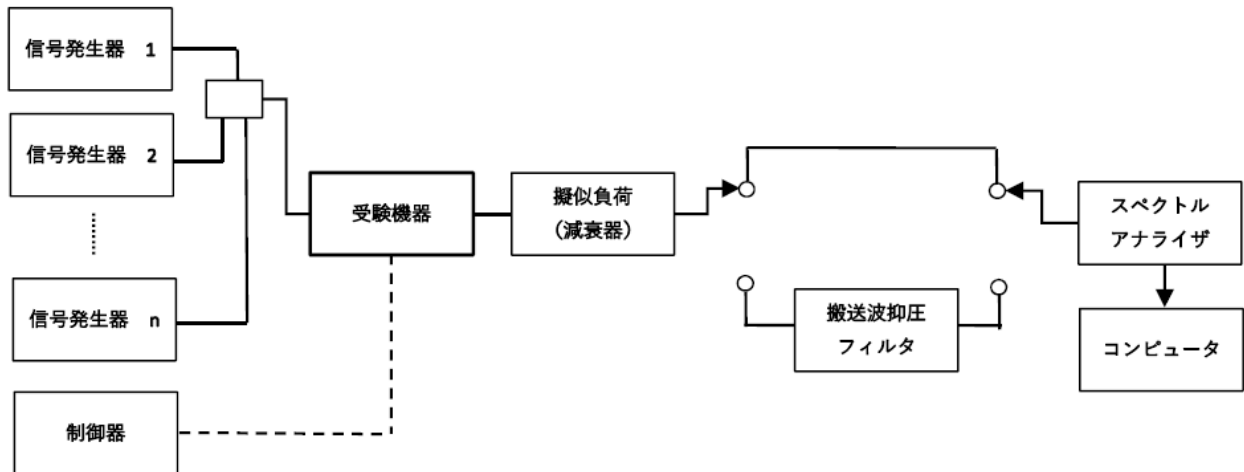 信号発生器 1
信号発生器 2
信号発生器 n
制御器
受験機器
擬似負荷
(減衰器)
搬送波抑圧
フィルタ
スペクトル
アナライザ
コンピュータ